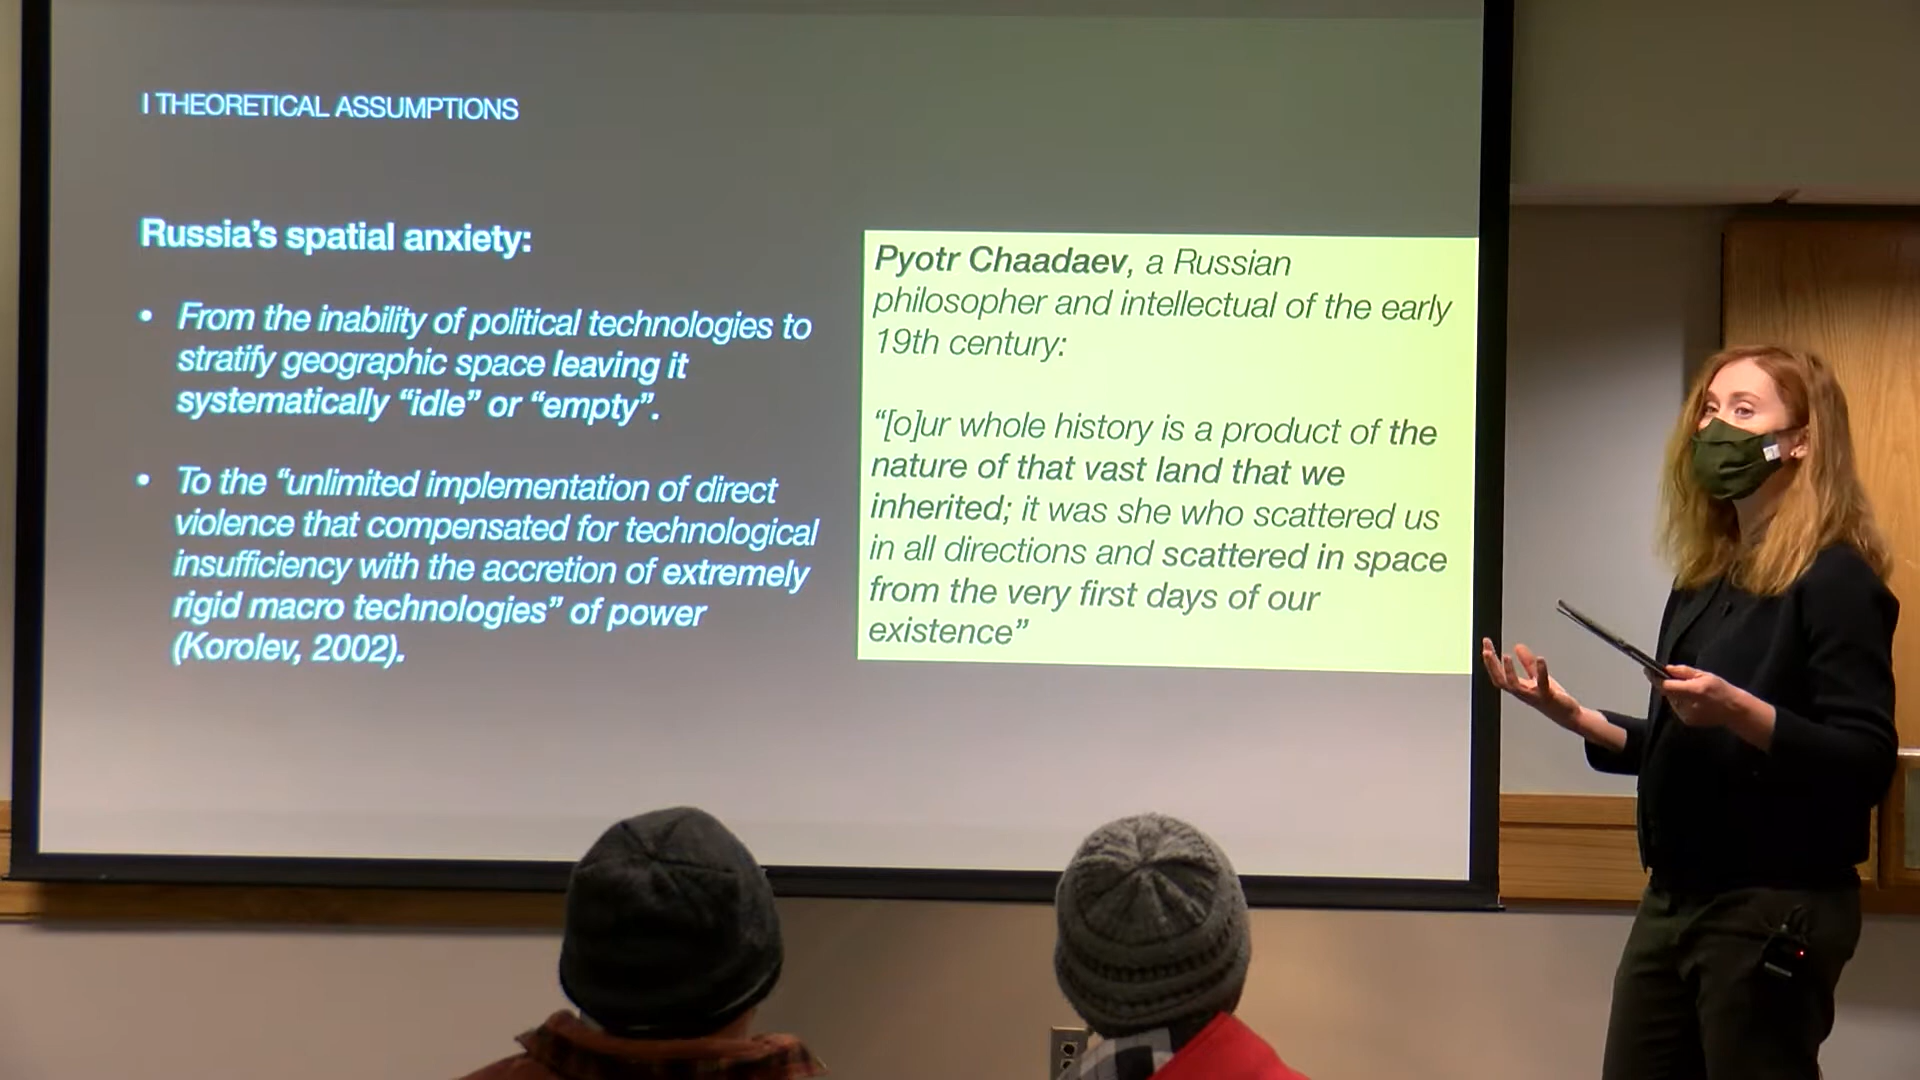 I THEORETICAL ASSUMPTIONS
Russia’s spatial anxiety:
• From the inability of political technologies to
stratify geographic space leaving it
systematically “idle” or “empty”.
• To the “unlimited implementation of direct
violence that compensated for technological
insufficiency with the accretion of extremely
rigid macro technologies” of power
(Korolev, 2002).
Pyotr Chaadaev, a Russian
philosopher and intellectual of the early
19th century:
“[o]ur whole history is a product of the
nature of that vast land that we
inherited; it was she who scattered us
in all directions and scattered in space
from the very first days of our
existence”